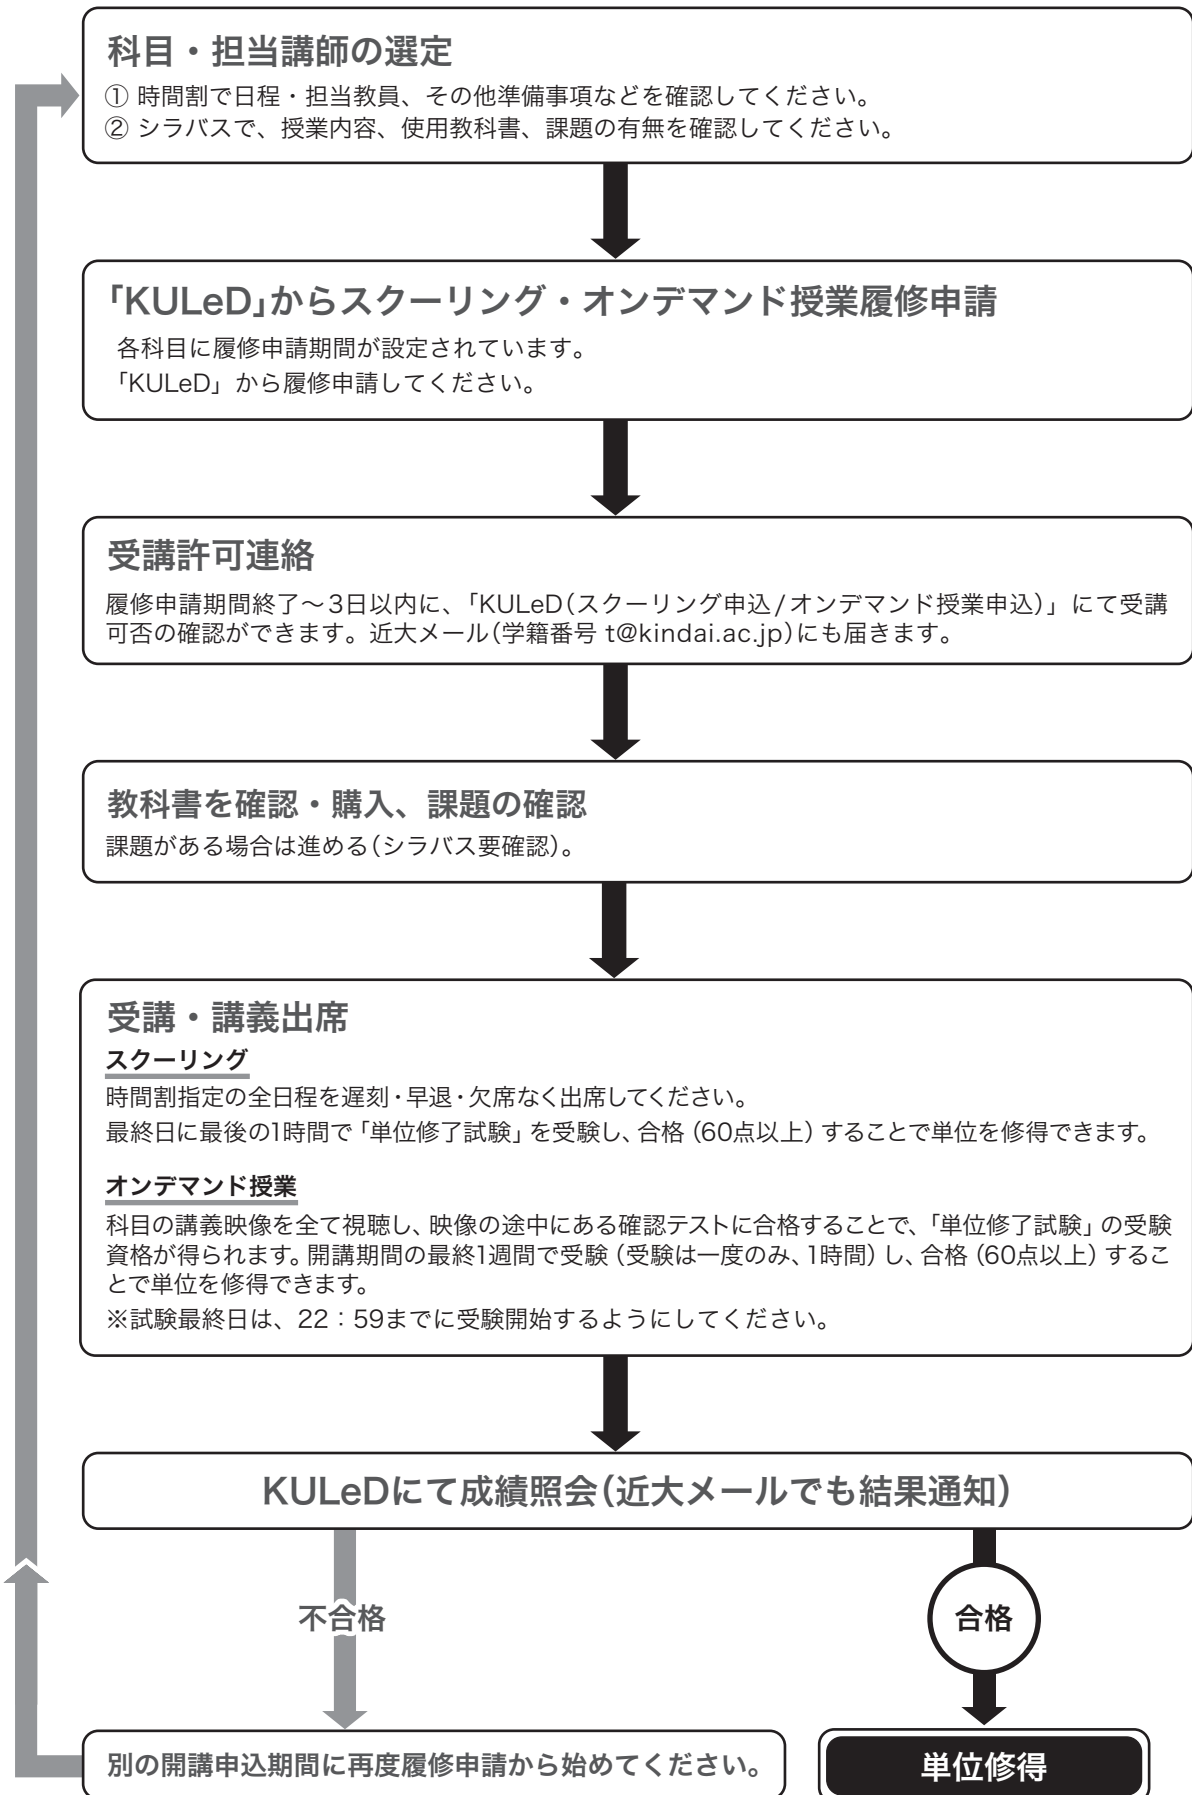 科目・担当講師の選定
① 時間割で日程・担当教員、その他準備事項などを確認してください。
② シラバスで、授業内容、使用教科書、課題の有無を確認してください。
「KULeD」からスクーリング・オンデマンド授業履修申請
各科目に履修申請期間が設定されています。
「KULeD」から履修申請してください。
受講許可連絡
履修申請期間終了～3日以内に、「KULeD（スクーリング申込/オンデマンド授業申込）」にて受講
可否の確認ができます。近大メール（学籍番号 t@kindai.ac.jp）にも届きます。
教科書を確認・購入、課題の確認
課題がある場合は進める（シラバス要確認）。
受講・講義出席
スクーリング
時間割指定の全日程を遅刻・早退・欠席なく出席してください。
最終日に最後の1時間で「単位修了試験」を受験し、合格（60点以上）することで単位を修得できます。
オンデマンド授業
科目の講義映像を全て視聴し、映像の途中にある確認テストに合格することで、「単位修了試験」の受験
資格が得られます。開講期間の最終1週間で受験（受験は一度のみ、1時間）し、合格（60点以上）するこ
とで単位を修得できます。
※試験最終日は、22：59までに受験開始するようにしてください。
KULeDにて成績照会（近大メールでも結果通知）
不合格
合格
別の開講申込期間に再度履修申請から始めてください。
単位修得